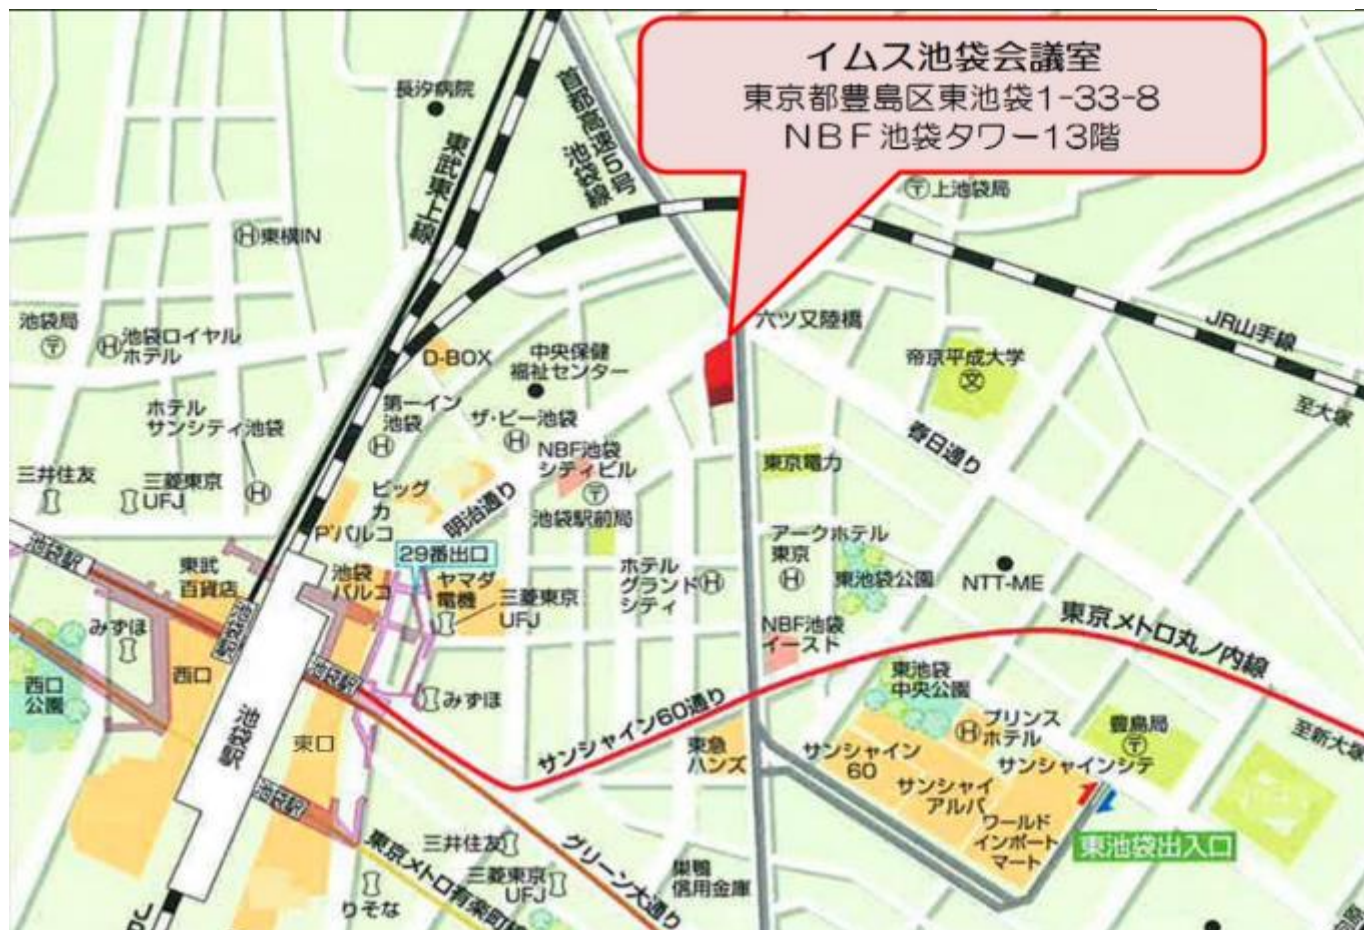 イムス池袋会議室
東京都豊島区東池袋1-33-8
NBF池袋タワー13階
長汐病院
東武東上線
首都高速5号
池袋線
〒上池袋局
Ⓗ東横IN
池袋局
〒
Ⓗ池袋ロイヤル
ホテル
D-BOX
中央保健
福祉センター
六ツ又陸橋
JR山手線
至大塚
帝京平成大学
文
ホテル
サンシティ池袋
Ⓗ
第一イン
池袋
Ⓗ
ザ・ビー池袋
Ⓗ
NBF池袋
シティビル
〒
池袋駅前局
春日通り
東京電力
三井住友
三菱東京
UFJ
ビッグ
カ
P'パルコ
明治通り
29番出口
池袋駅
東武
百貨店
池袋
パルコ
ヤマダ
電機
三菱東京
UFJ
ホテル
グランド
シティ
Ⓗ
アークホテル
東京
Ⓗ
東池袋公園
NTT-ME
東京メトロ丸ノ内線
みずほ
西口
公園
西口
池袋駅
池袋駅
池袋駅
東口
池袋駅
みずほ
NBF池袋
イースト
サンシャイン60通り
東急
ハンズ
東池袋
中央公園
Ⓗ
プリンス
ホテル
豊島局
〒
至新大塚
サンシャイン
60
サンシャインシテ
サンシャイ
アルパ
ワールド
インポート
マート
東池袋出入口
三井住友
三菱東京
UFJ
りそな
東京メトロ有楽町線
グリーン大通り
巣鴨
信用金庫